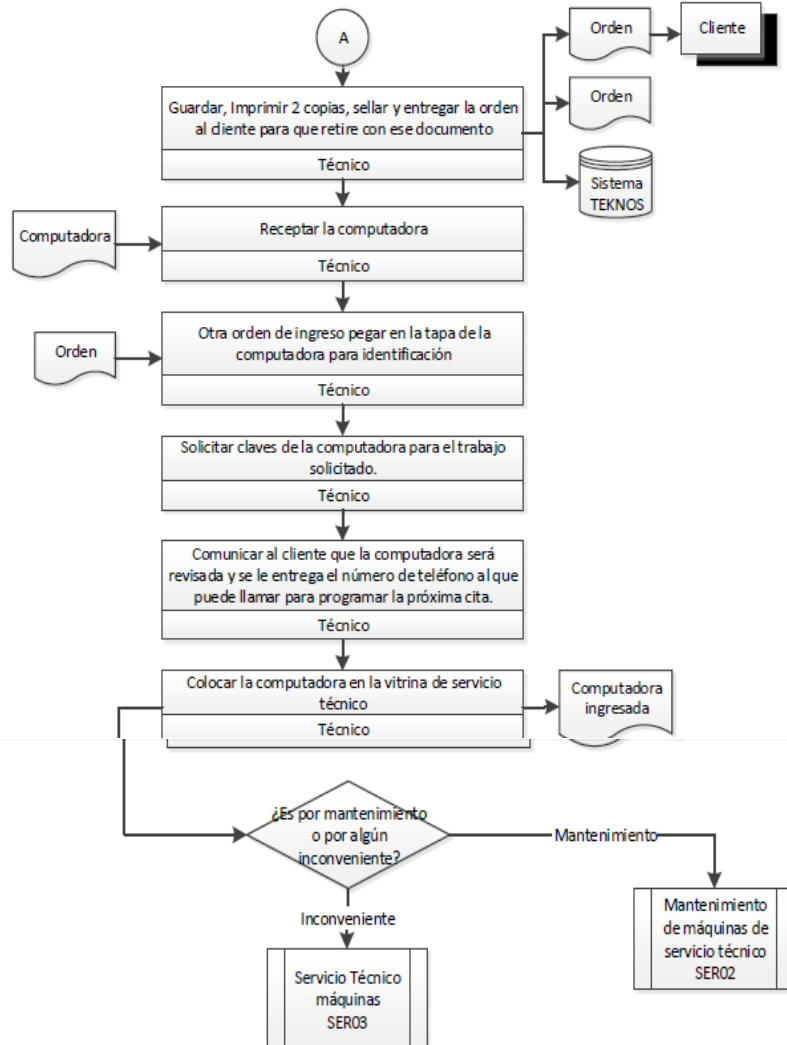 A
Orden
Cliente
Guardar, Imprimir 2 copias, sellar y entregar la orden
al cliente para que retire con ese documento
Técnico
Orden
Sistema
TEKNOS
Computadora
Receptar la computadora
Técnico
Orden
Otra orden de ingreso pegar en la tapa de la
computadora para identificación
Técnico
Solicitar claves de la computadora para el trabajo
solicitado.
Técnico
Comunicar al cliente que la computadora será
revisada y se le entrega el número de teléfono al que
puede llamar para programar la próxima cita.
Técnico
Colocar la computadora en la vitrina de servicio
técnico
Técnico
Computadora
ingresada
¿Es por mantenimiento
o por algún
inconveniente?
Mantenimiento
Inconveniente
Mantenimiento
de máquinas de
servicio técnico
SER02
Servicio Técnico
máquinas
SER03